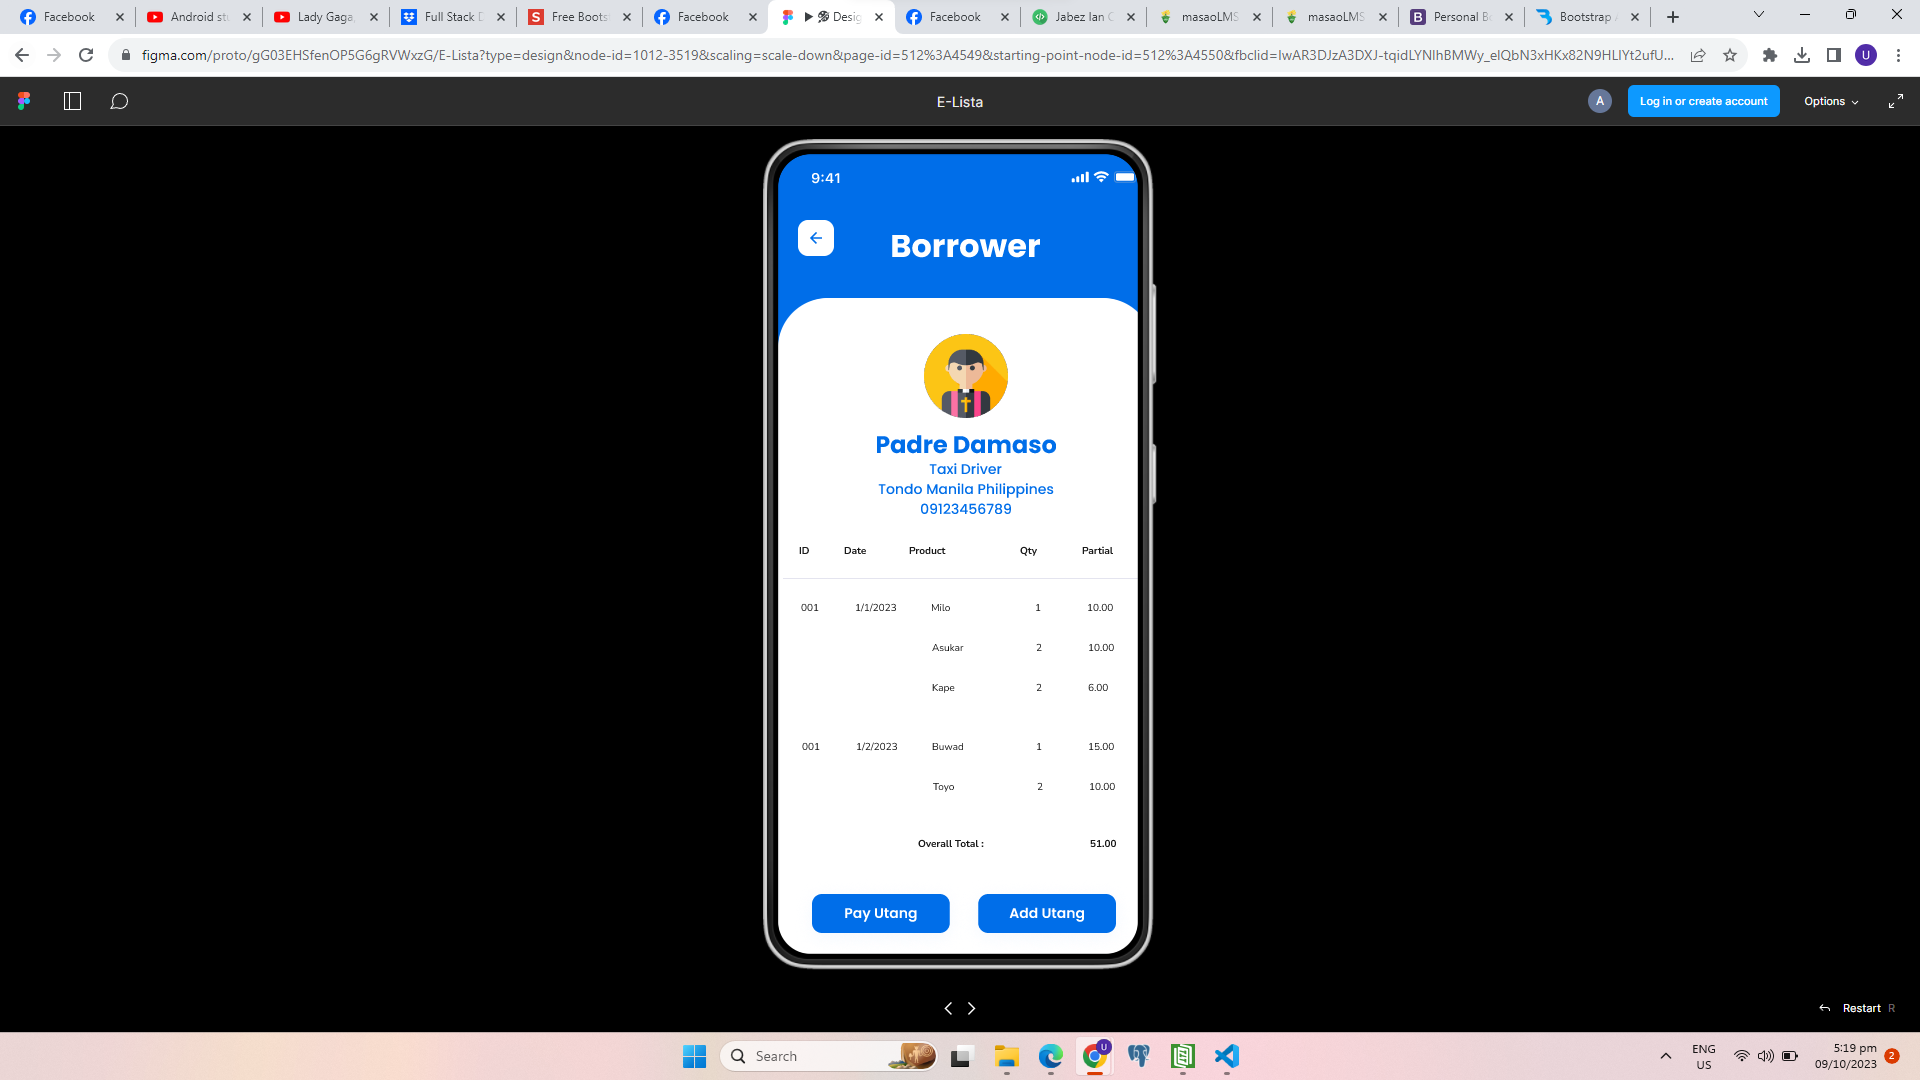 Facebook
Android st
Lady Gaga,
Full Stack D
Free Boots
Facebook
Desig
Facebook
Jabez Ian C
masaoLMS
masaoLMS
Personal B
Bootstrap
figma.com/proto/gG03EHSfenOP5G6gRVWxzG/E-Lista?type=design&node-id=1012-3519&scaling=scale-down&page-id=512%3A4549&starting-point-node-id=512%3A4550&fbclid=IwAR3DJzA3DXJ-tqidLYNlhBMWy_elQbN3xHKx82N9HLlYt2ufU...
U
E-Lista
A
Log in or create account
Options
9:41
Borrower
Padre Damaso
Taxi Driver
Tondo Manila Philippines
09123456789
ID Date Product Qty Partial
001 1/1/2023 Milo 1 10.00
Asukar 2 10.00
Kape 2 6.00
001 1/2/2023 Buwad 1 15.00
Toyo 2 10.00
Overall Total : 51.00
Pay Utang Add Utang
Restart R
Search
U
ENG
US
5:19 pm
09/10/2023
2